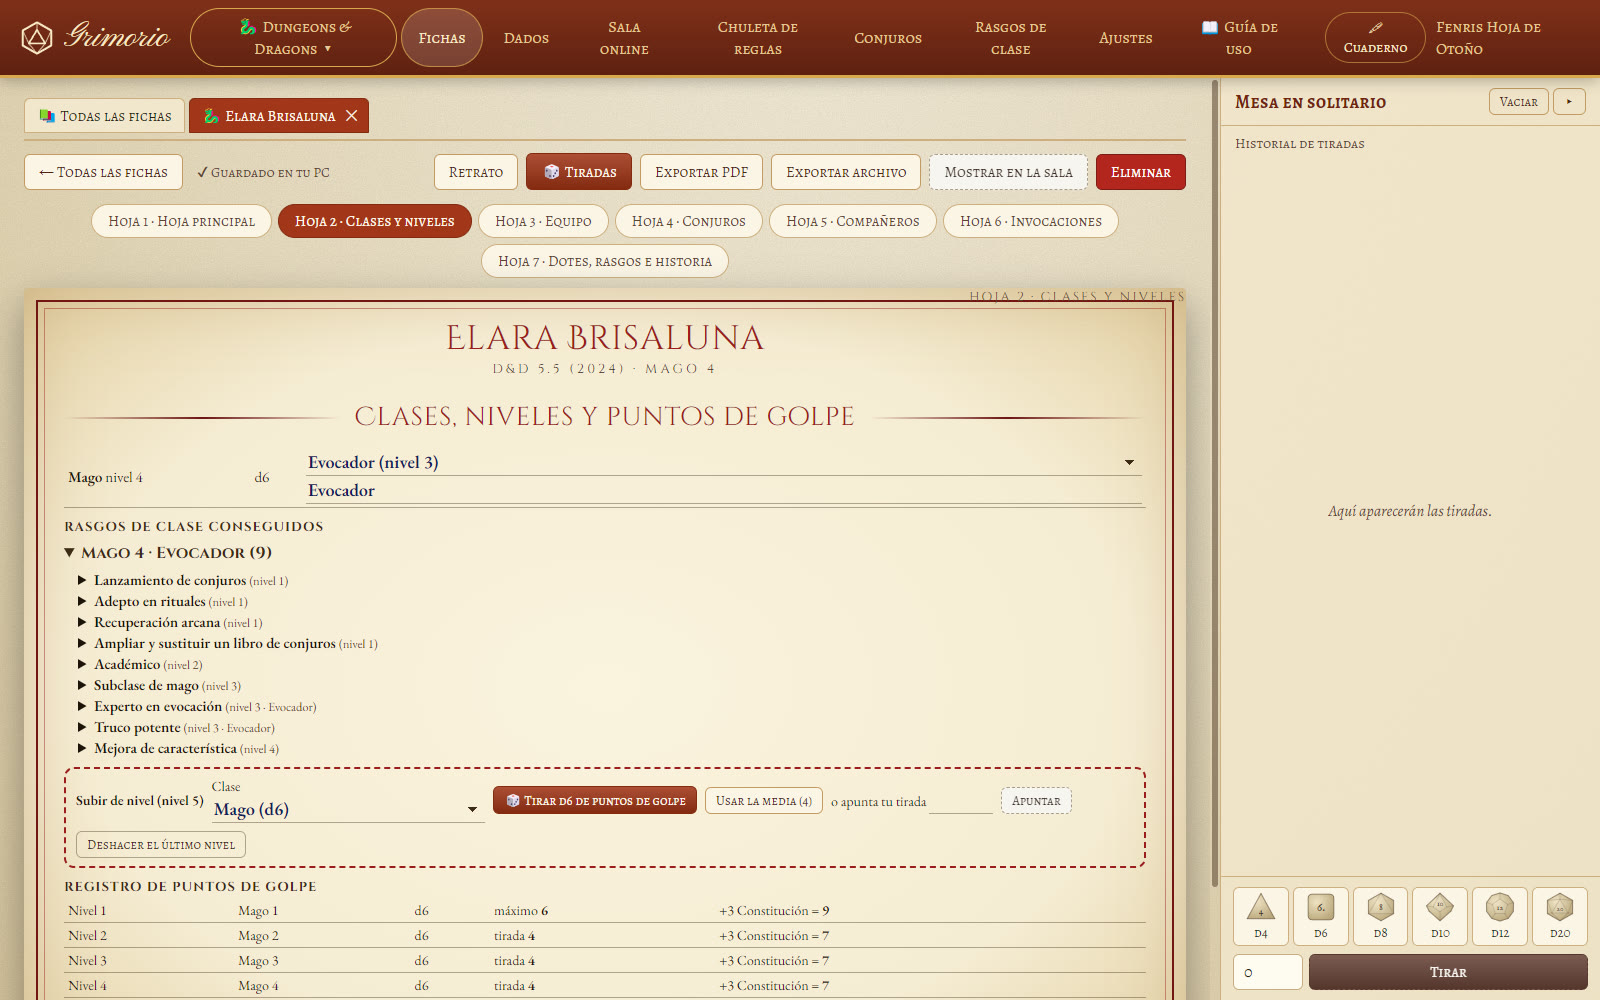 Grimorio
🐉 Dungeons & Dragons ▼
Fichas
Dados
Sala online
Chuleta de reglas
Conjuros
Rasgos de clase
Ajustes
📖 Guía de uso
Cuaderno
Fenris Hoja de Otoño
Todas las fichas
Elara Brisaluna ✕
← Todas las fichas
✓ Guardado en tu PC
Retrato
Tiradas
Exportar PDF
Exportar archivo
Mostrar en la sala
Eliminar
Hoja 1 · Hoja principal
Hoja 2 · Clases y niveles
Hoja 3 · Equipo
Hoja 4 · Conjuros
Hoja 5 · Compañeros
Hoja 6 · Invocaciones
Hoja 7 · Dotes, rasgos e historia
HOJA 2 · CLASES Y NIVELES
Elara Brisaluna
D&D 5.5 (2024) · MAGO 4
Clases, niveles y puntos de golpe
Mago nivel 4
d6
Evocador (nivel 3)
Evocador
RASGOS DE CLASE CONSEGUIDOS
▼ Mago 4 · Evocador (9)
▶ Lanzamiento de conjuros (nivel 1)
▶ Adepto en rituales (nivel 1)
▶ Recuperación arcana (nivel 1)
▶ Ampliar y sustituir un libro de conjuros (nivel 1)
▶ Académico (nivel 2)
▶ Subclase de mago (nivel 3)
▶ Experto en evocación (nivel 3 · Evocador)
▶ Truco potente (nivel 3 · Evocador)
▶ Mejora de característica (nivel 4)
Subir de nivel (nivel 5)
Clase
Mago (d6)
Tirar d6 de puntos de golpe
Usar la media (4)
o apunta tu tirada
Apuntar
Deshacer el último nivel
REGISTRO DE PUNTOS DE GOLPE
Nivel 1 Mago 1 d6 máximo 6 +3 Constitución = 9
Nivel 2 Mago 2 d6 tirada 4 +3 Constitución = 7
Nivel 3 Mago 3 d6 tirada 4 +3 Constitución = 7
Nivel 4 Mago 4 d6 tirada 4 +3 Constitución = 7
Mesa en solitario
Vaciar
▸
Historial de tiradas
Aquí aparecerán las tiradas.
D4
D6
D8
D10
D12
D20
0
Tirar